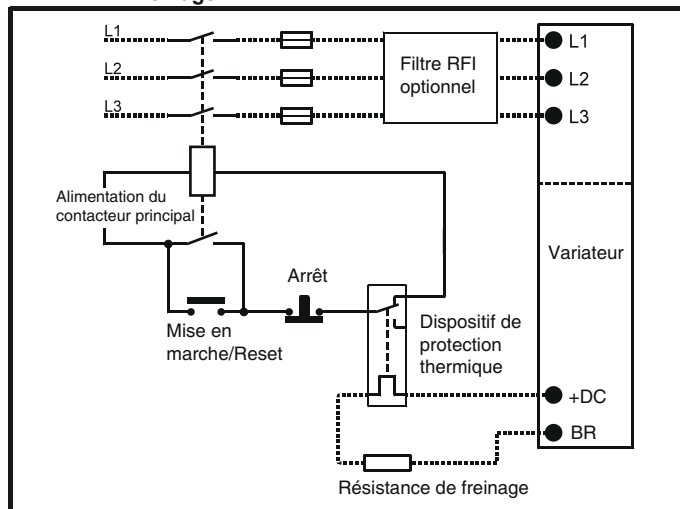 L1
L2
L3
Filtre RFI
optionnel
L1
L2
L3
Alimentation du
contacteur principal
Variateur
Arrêt
Mise en
marche/Reset
Dispositif de
protection
thermique
+DC
BR
Résistance de freinage